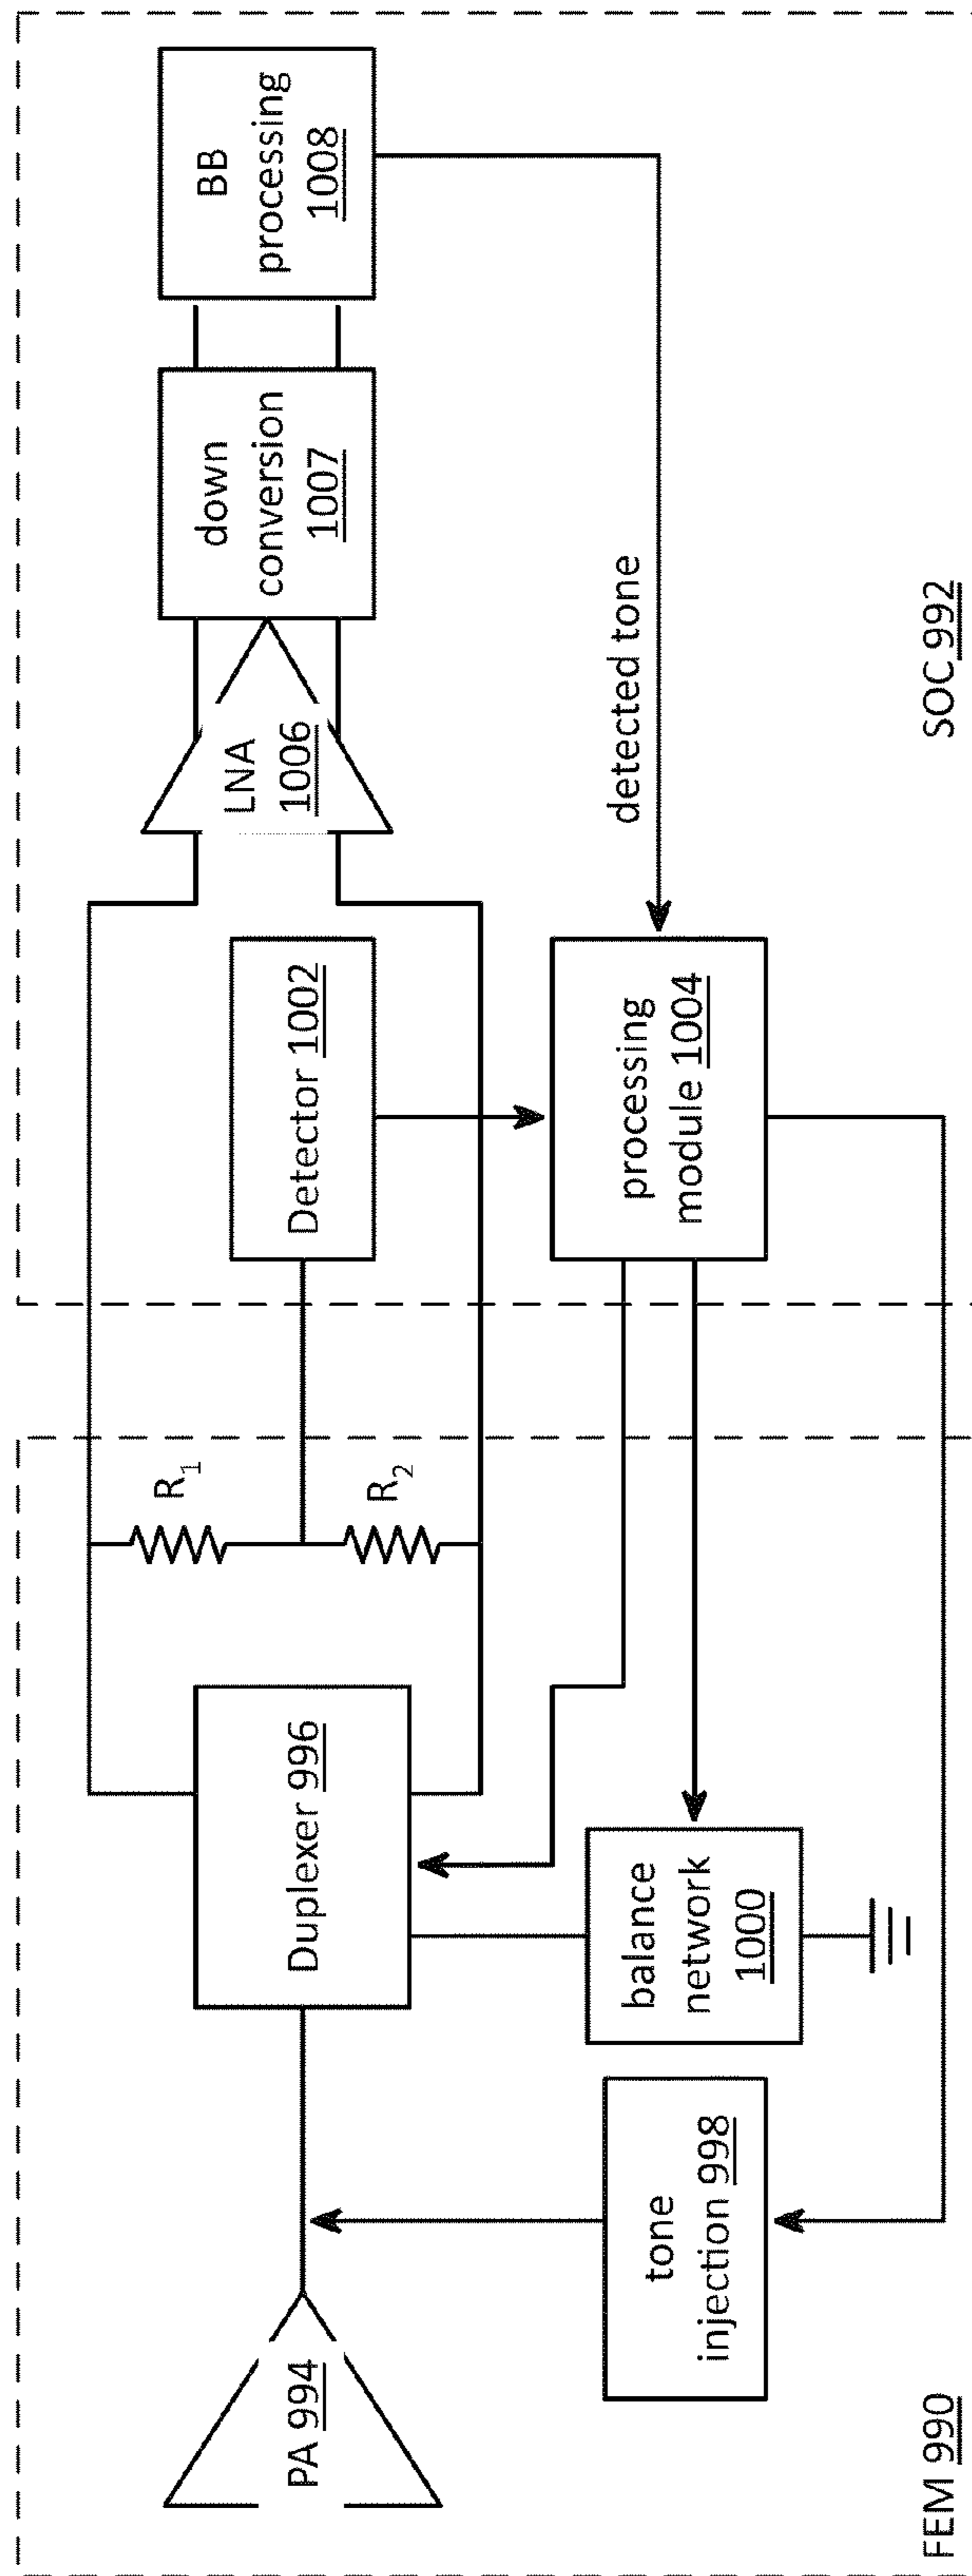 PA 994
Duplexer 996
R1
R2
Detector 1002
LNA
1006
down
conversion
1007
BB
processing
1008
tone
injection 998
balance
network
1000
processing
module 1004
detected tone
FEM 990
SOC 992